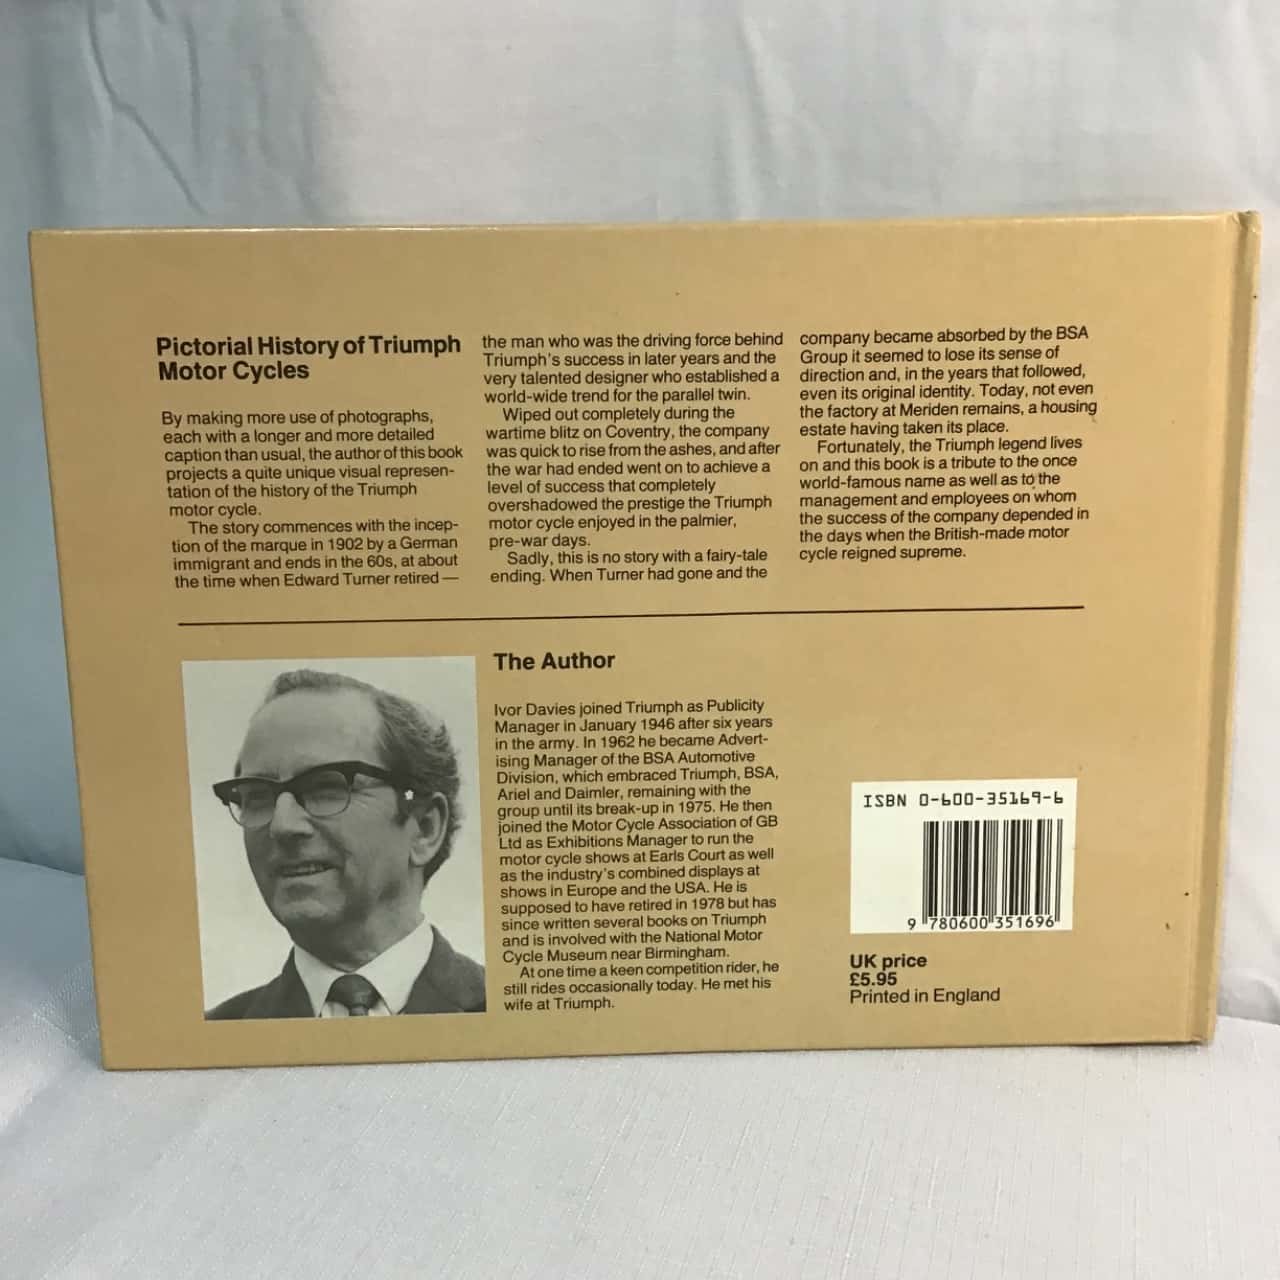 Pictorial History of Triumph
Motor Cycles
By making more use of photographs,
each with a longer and more detailed
caption than usual, the author of this book
projects a quite unique visual represen-
tation of the history of the Triumph
motor cycle.
The story commences with the incep-
tion of the marque in 1902 by a German
immigrant and ends in the 60s, at about
the time when Edward Turner retired —
the man who was the driving force behind
Triumph's success in later years and the
very talented designer who established a
world-wide trend for the parallel twin.
Wiped out completely during the
wartime blitz on Coventry, the company
was quick to rise from the ashes, and after
the war had ended went on to achieve a
level of success that completely
overshadowed the prestige the Triumph
motor cycle enjoyed in the palmier,
pre-war days.
Sadly, this is no story with a fairy-tale
ending. When Turner had gone and the
company became absorbed by the BSA
Group it seemed to lose its sense of
direction and, in the years that followed,
even its original identity. Today, not even
the factory at Meriden remains, a housing
estate having taken its place.
Fortunately, the Triumph legend lives
on and this book is a tribute to the once
world-famous name as well as to the
management and employees on whom
the success of the company depended in
the days when the British-made motor
cycle reigned supreme.
The Author
Ivor Davies joined Triumph as Publicity
Manager in January 1946 after six years
in the army. In 1962 he became Advert-
ising Manager of the BSA Automotive
Division, which embraced Triumph, BSA,
Ariel and Daimler, remaining with the
group until its break-up in 1975. He then
joined the Motor Cycle Association of GB
Ltd as Exhibitions Manager to run the
motor cycle shows at Earls Court as well
as the industry's combined displays at
shows in Europe and the USA. He is
supposed to have retired in 1978 but has
since written several books on Triumph
and is involved with the National Motor
Cycle Museum near Birmingham.
At one time a keen competition rider, he
still rides occasionally today. He met his
wife at Triumph.
ISBN 0-600-35169-6
9 780600 351696
UK price
£5.95
Printed in England